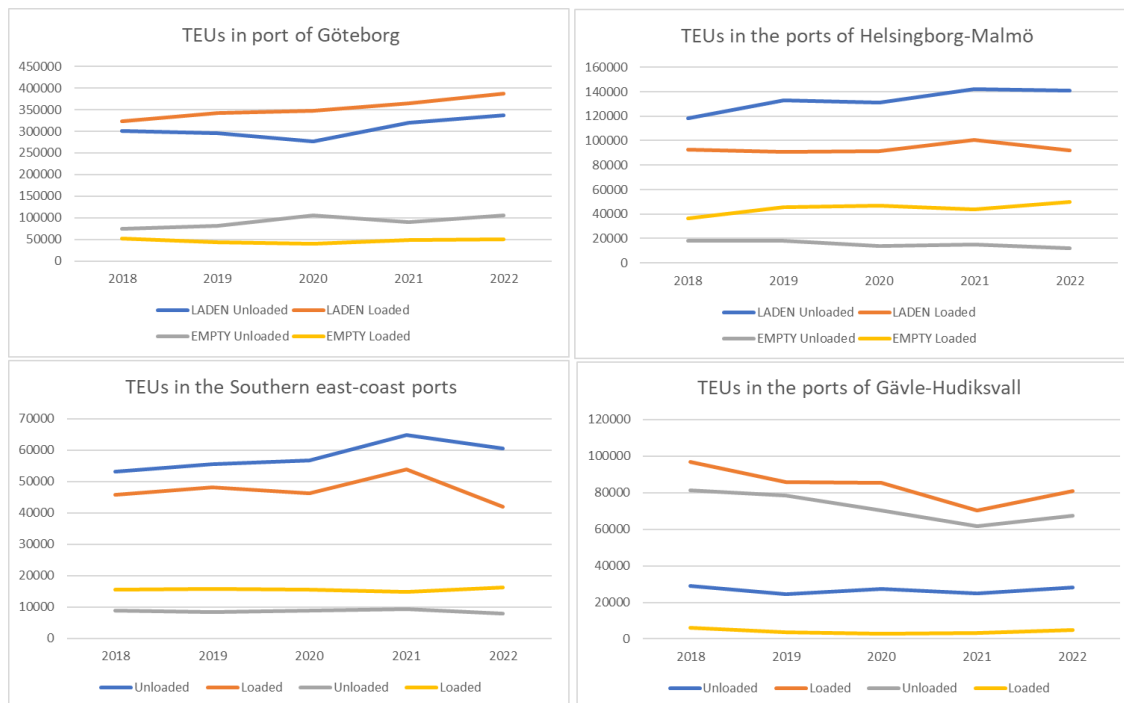 TEUs in port of Göteborg
450000
400000
350000
300000
250000
200000
150000
100000
50000
0
2018 2019 2020 2021 2022
LADEN Unloaded LADEN Loaded
EMPTY Unloaded EMPTY Loaded
TEUs in the ports of Helsingborg-Malmö
160000
140000
120000
100000
80000
60000
40000
20000
0
2018 2019 2020 2021 2022
LADEN Unloaded LADEN Loaded
EMPTY Unloaded EMPTY Loaded
TEUs in the Southern east-coast ports
70000
60000
50000
40000
30000
20000
10000
0
2018 2019 2020 2021 2022
Unloaded Loaded Unloaded Loaded
TEUs in the ports of Gävle-Hudiksvall
120000
100000
80000
60000
40000
20000
0
2018 2019 2020 2021 2022
Unloaded Loaded Unloaded Loaded